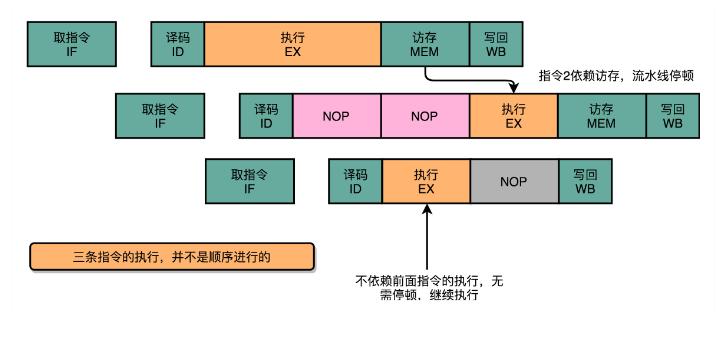 取指令
IF
译码
ID
执行
EX
访存
MEM
写回
WB
指令2依赖访存，流水线停顿
取指令
IF
译码
ID
NOP
NOP
执行
EX
访存
MEM
写回
WB
取指令
IF
译码
ID
执行
EX
NOP
写回
WB
三条指令的执行，并不是顺序进行的
不依赖前面指令的执行，无
需停顿，继续执行